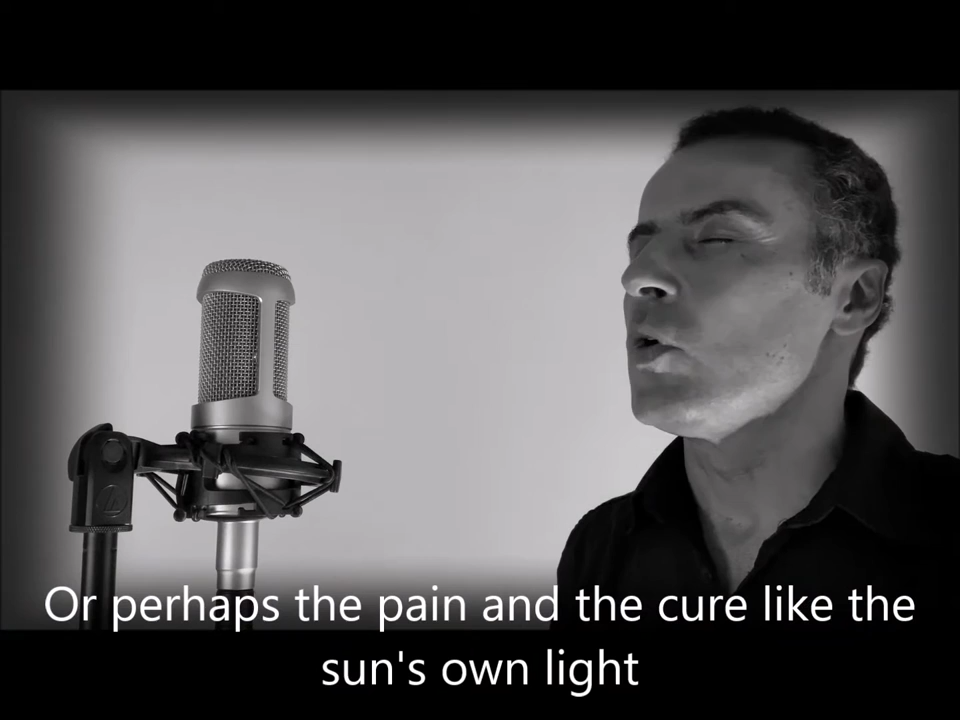 Or perhaps the pain and the cure like the
sun's own light